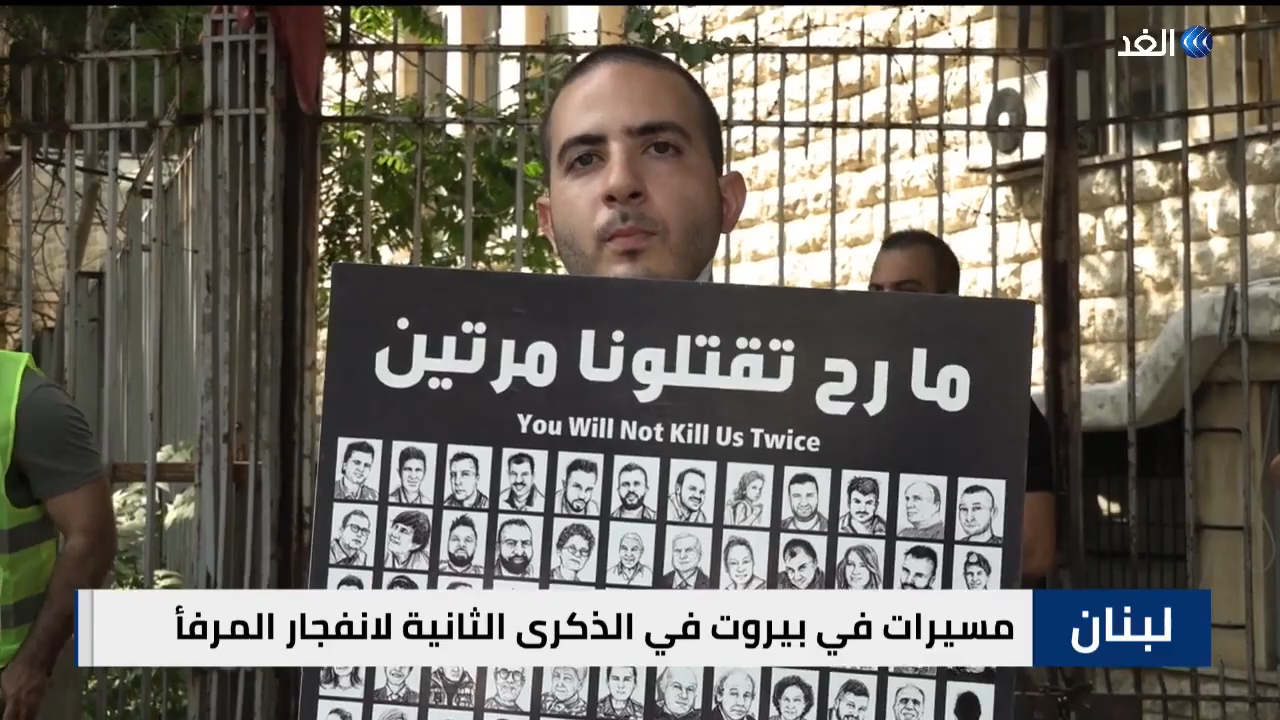 الغد
ما رح تقتلونا مرتين
You Will Not Kill Us Twice
لبنان
مسيرات في بيروت في الذكرى الثانية لانفجار المرفأ